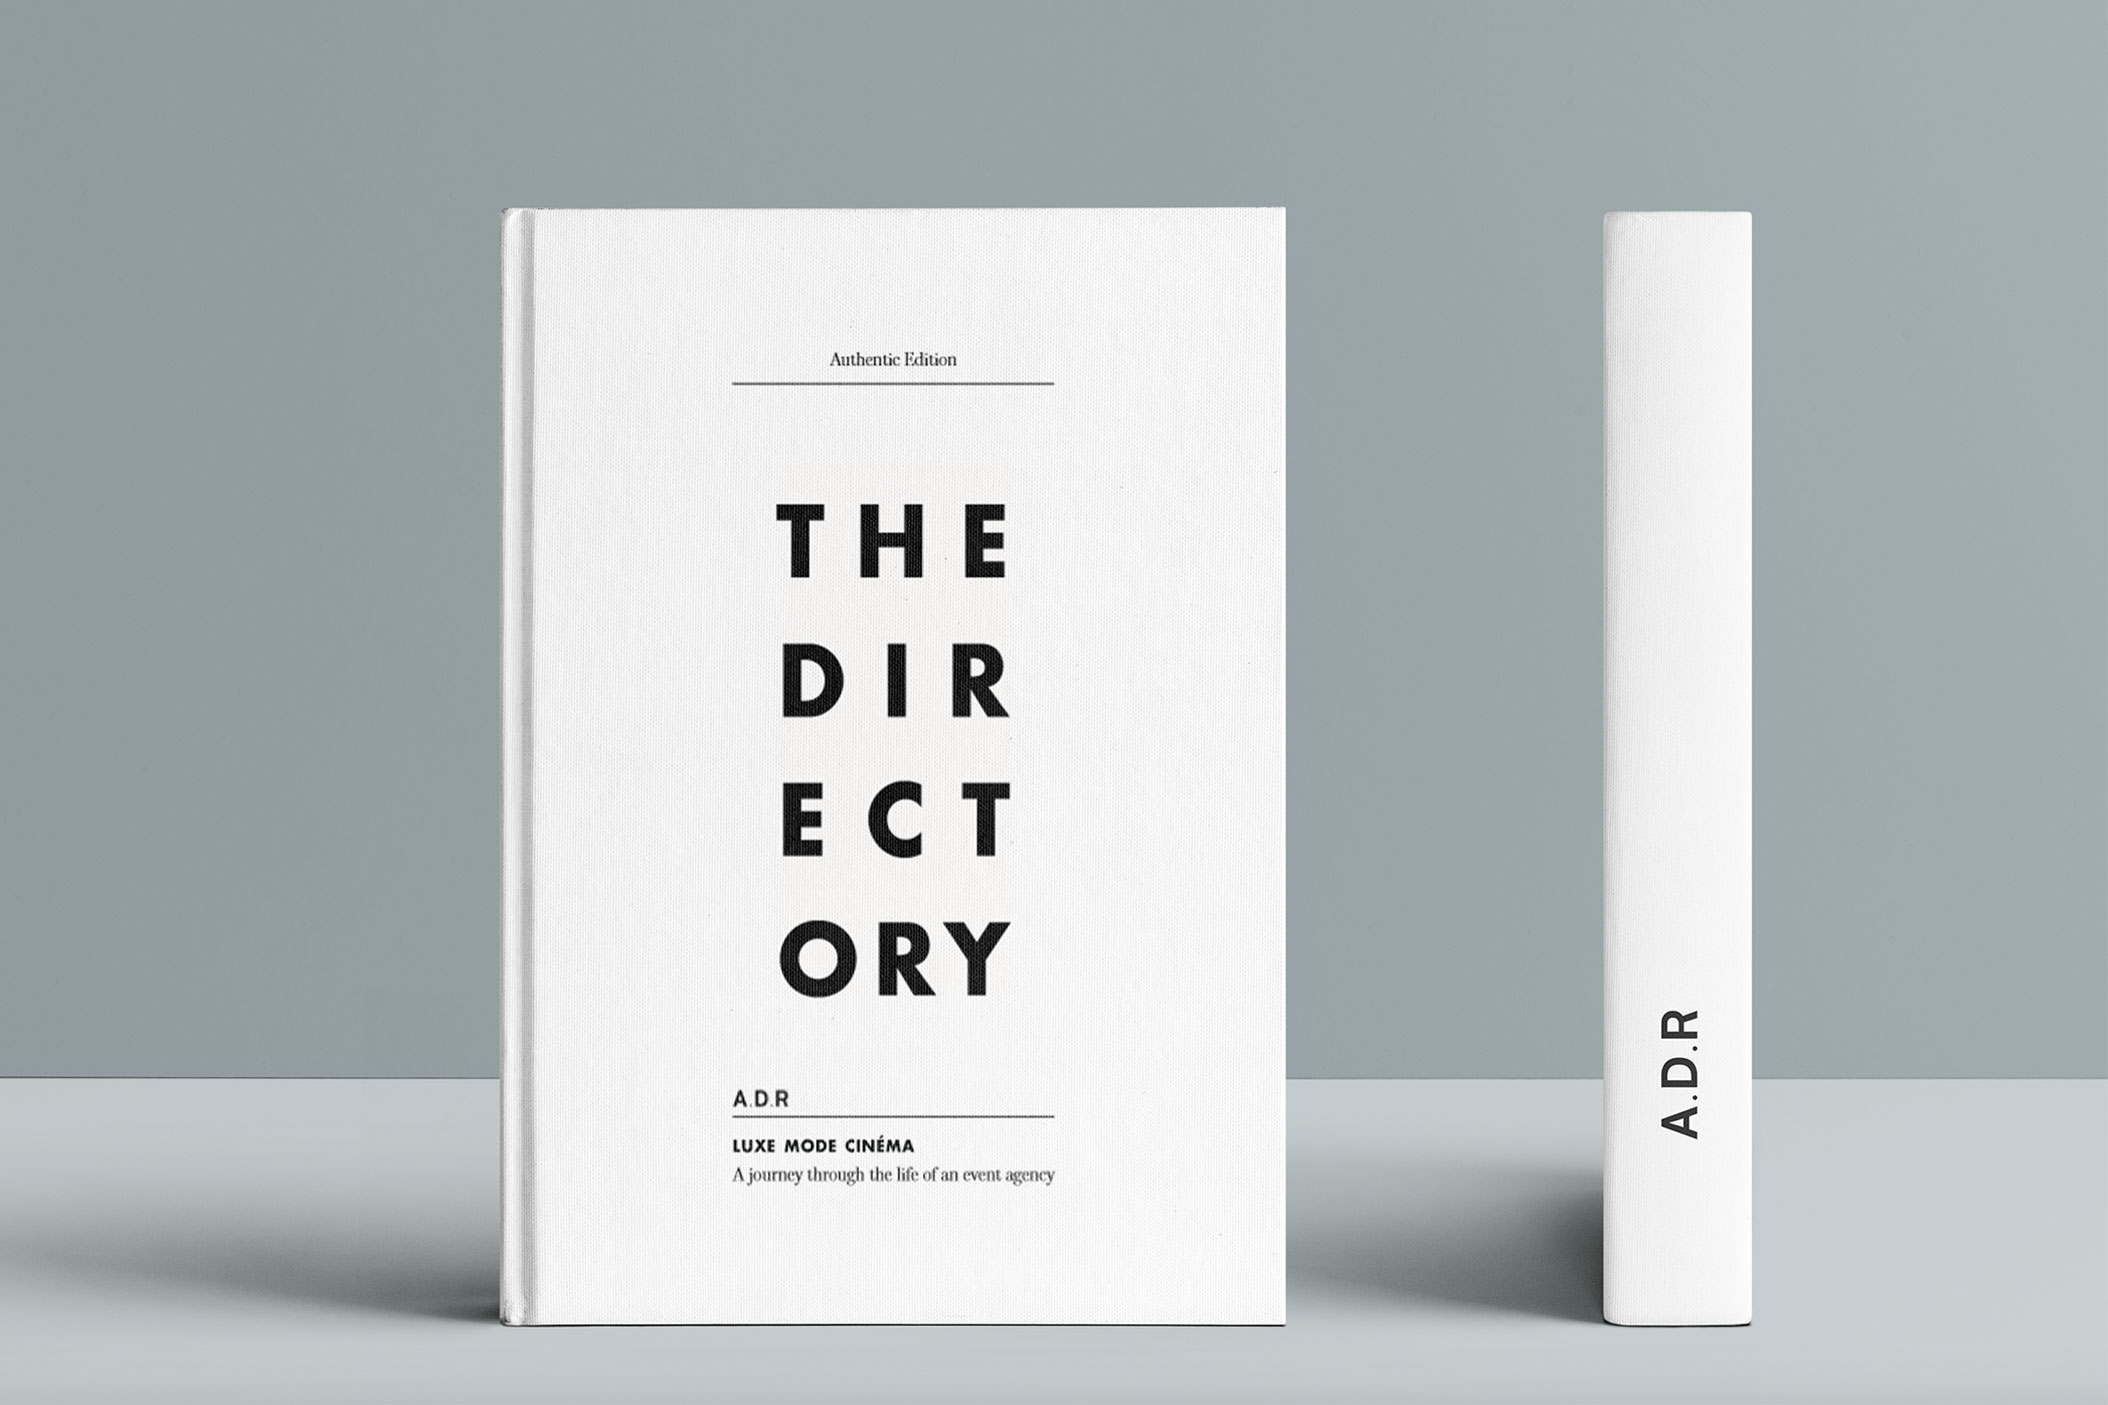 Authentic Edition
THE
DIR
ECT
ORY
A.D.R
LUXE MODE CINÉMA
A journey through the life of an event agency
A.D.R